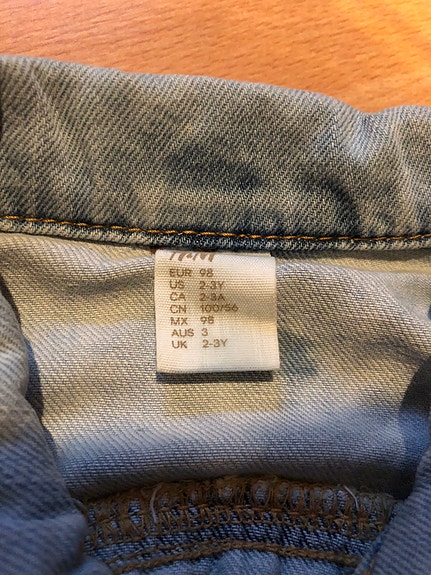 H&M
EUR 98
US 2-3Y
CA 2-3A
CN 100/56
MX 98
AUS 3
UK 2-3Y